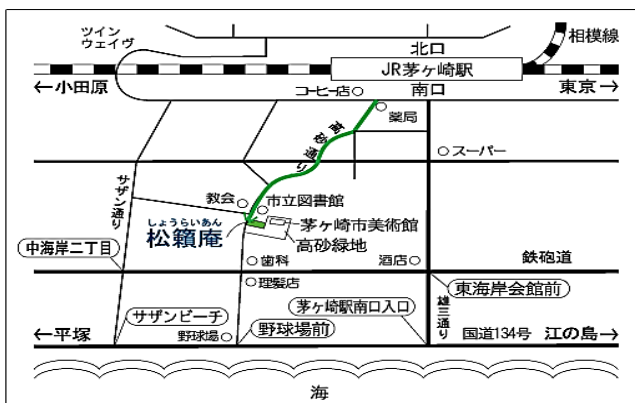 ツイン
ウェイヴ
北口
相模線
JR茅ヶ崎駅
←小田原
コーヒー店
南口
東京→
薬局
高砂通り
スーパー
サザン通り
教会
市立図書館
しょうらいあん
松籟庵
茅ヶ崎市美術館
高砂緑地
中海岸二丁目
歯科
酒店
鉄砲道
理髪店
東海岸会館前
茅ヶ崎駅南口入口
雄三通り
サザンビーチ
野球場
野球場前
国道134号
←平塚
江の島→
海